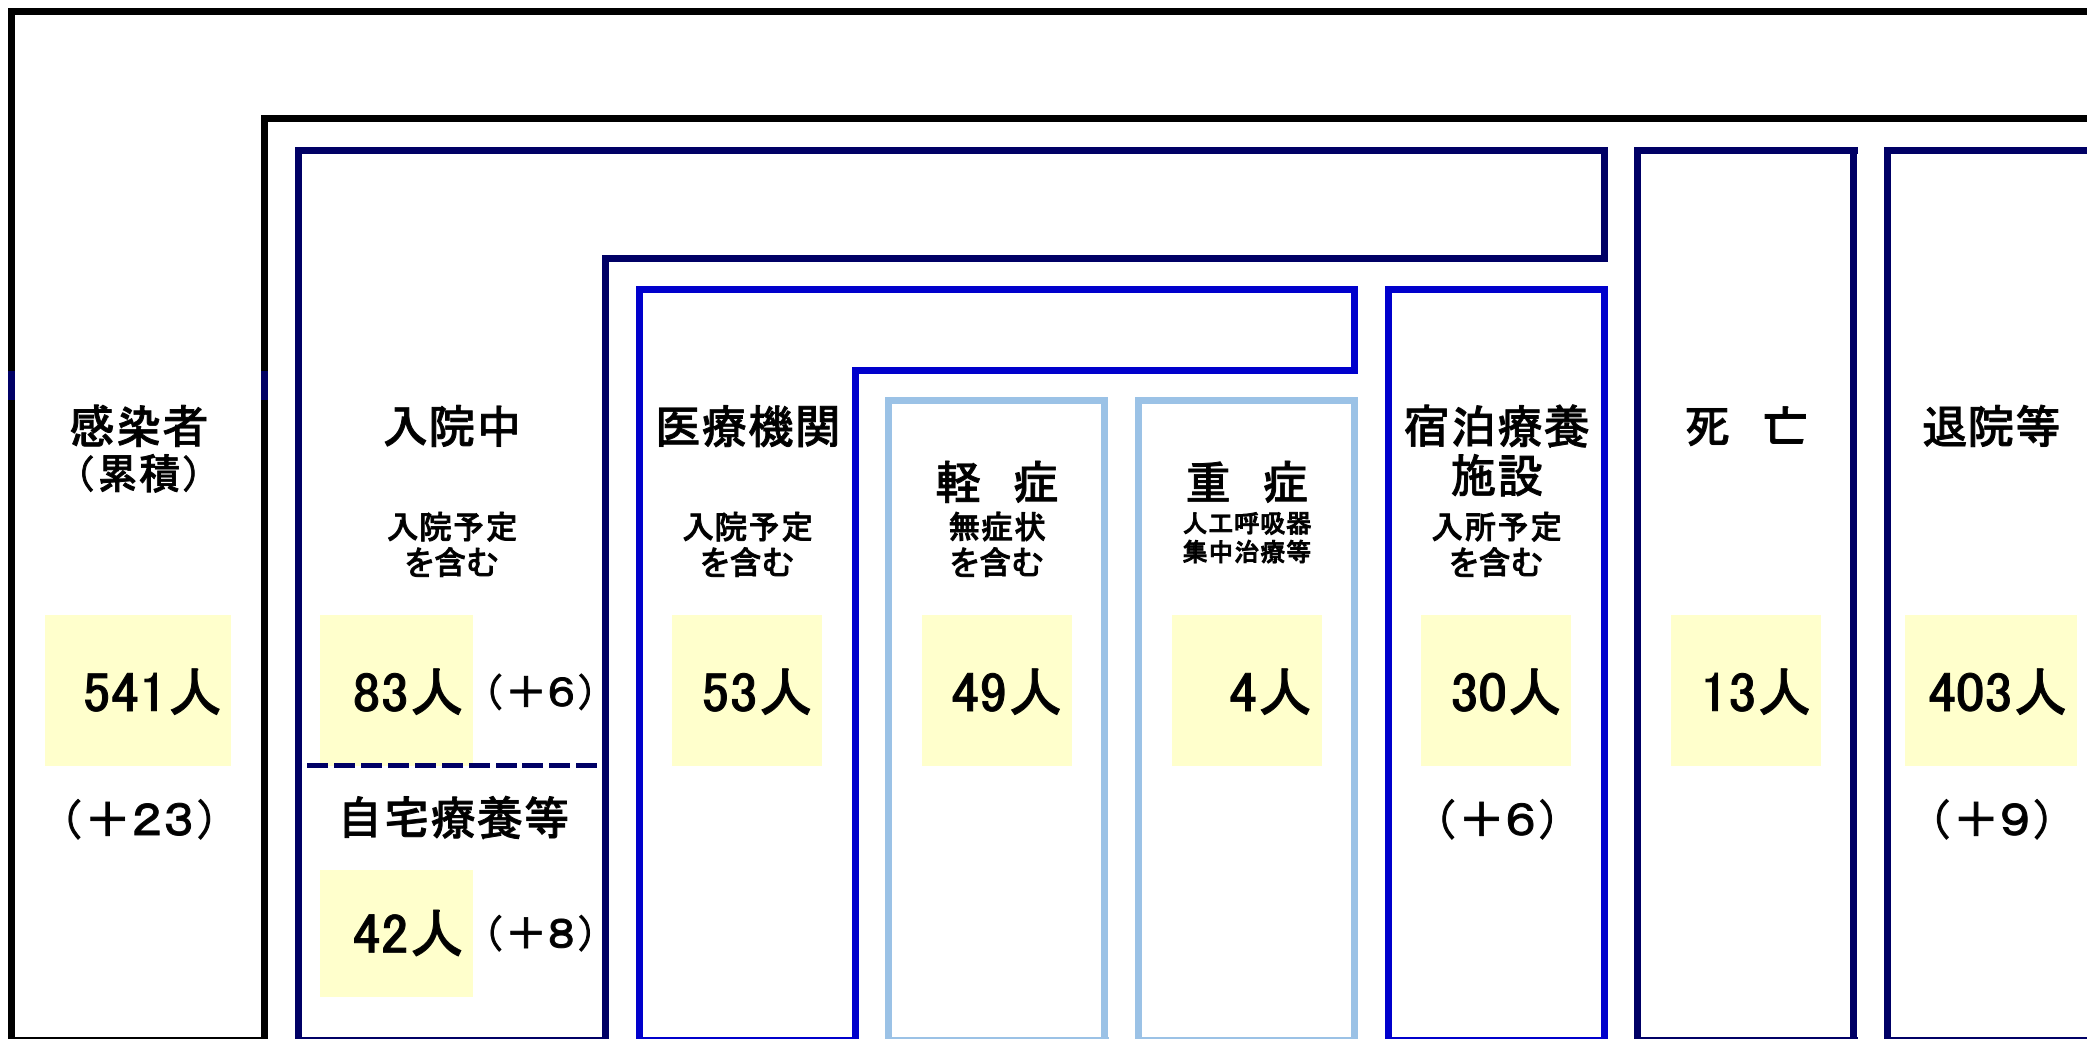 感染者
（累積）
541人
（＋23）
入院中
入院予定
を含む
83人（＋6）
自宅療養等
42人（＋8）
医療機関
入院予定
を含む
53人
軽　症
無症状
を含む
49人
重　症
人工呼吸器
集中治療等
4人
宿泊療養
施設
入所予定
を含む
30人
（＋6）
死　亡
13人
退院等
403人
（＋9）